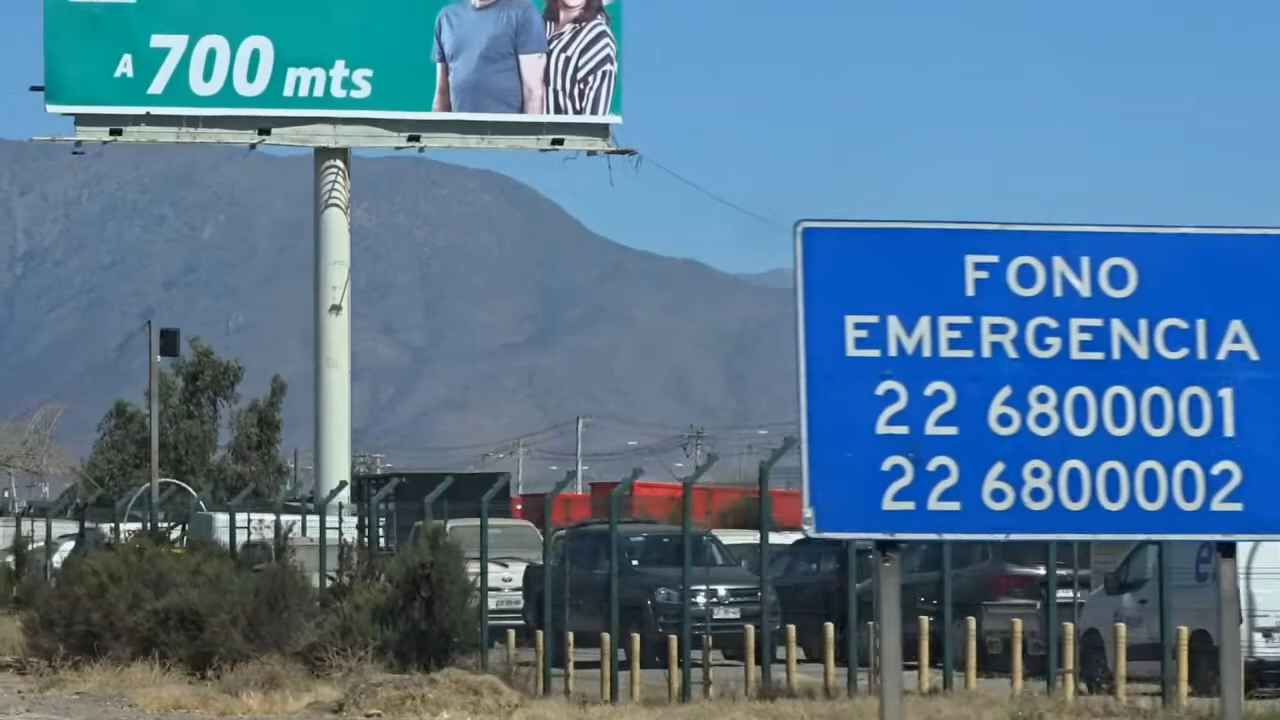 A 700 mts
FONO
EMERGENCIA
22 6800001
22 6800002